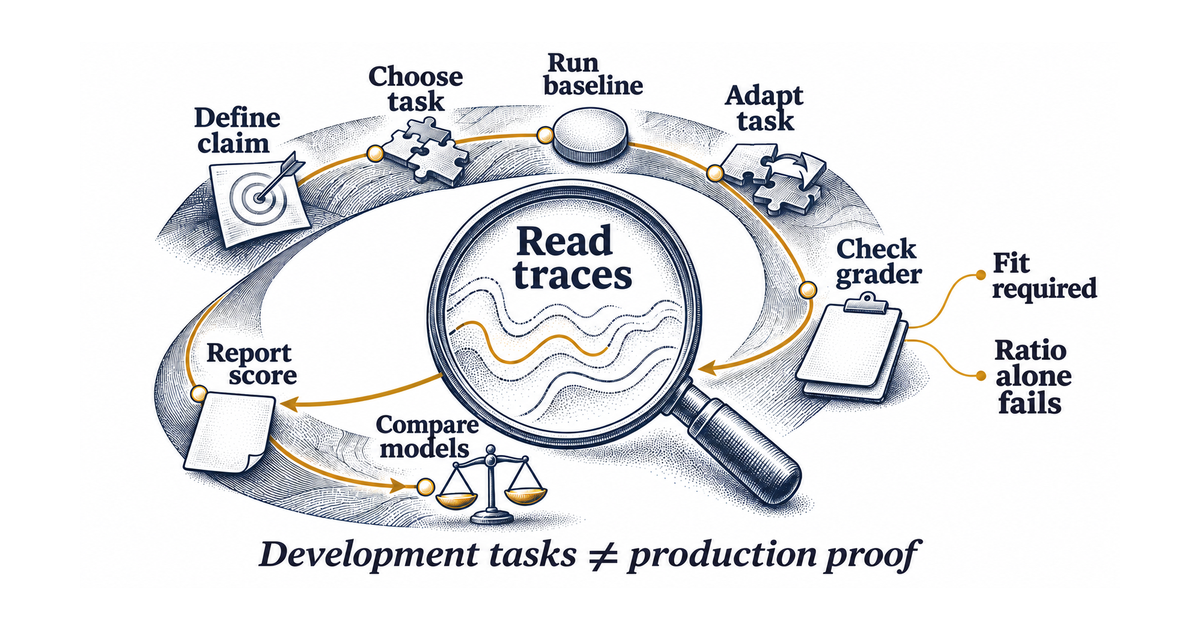 Define
claim
Choose
task
Run
baseline
Adapt
task
Check
grader
Fit
required
Ratio
alone
fails
Read
traces
Report
score
Compare
models
Development tasks ≠ production proof